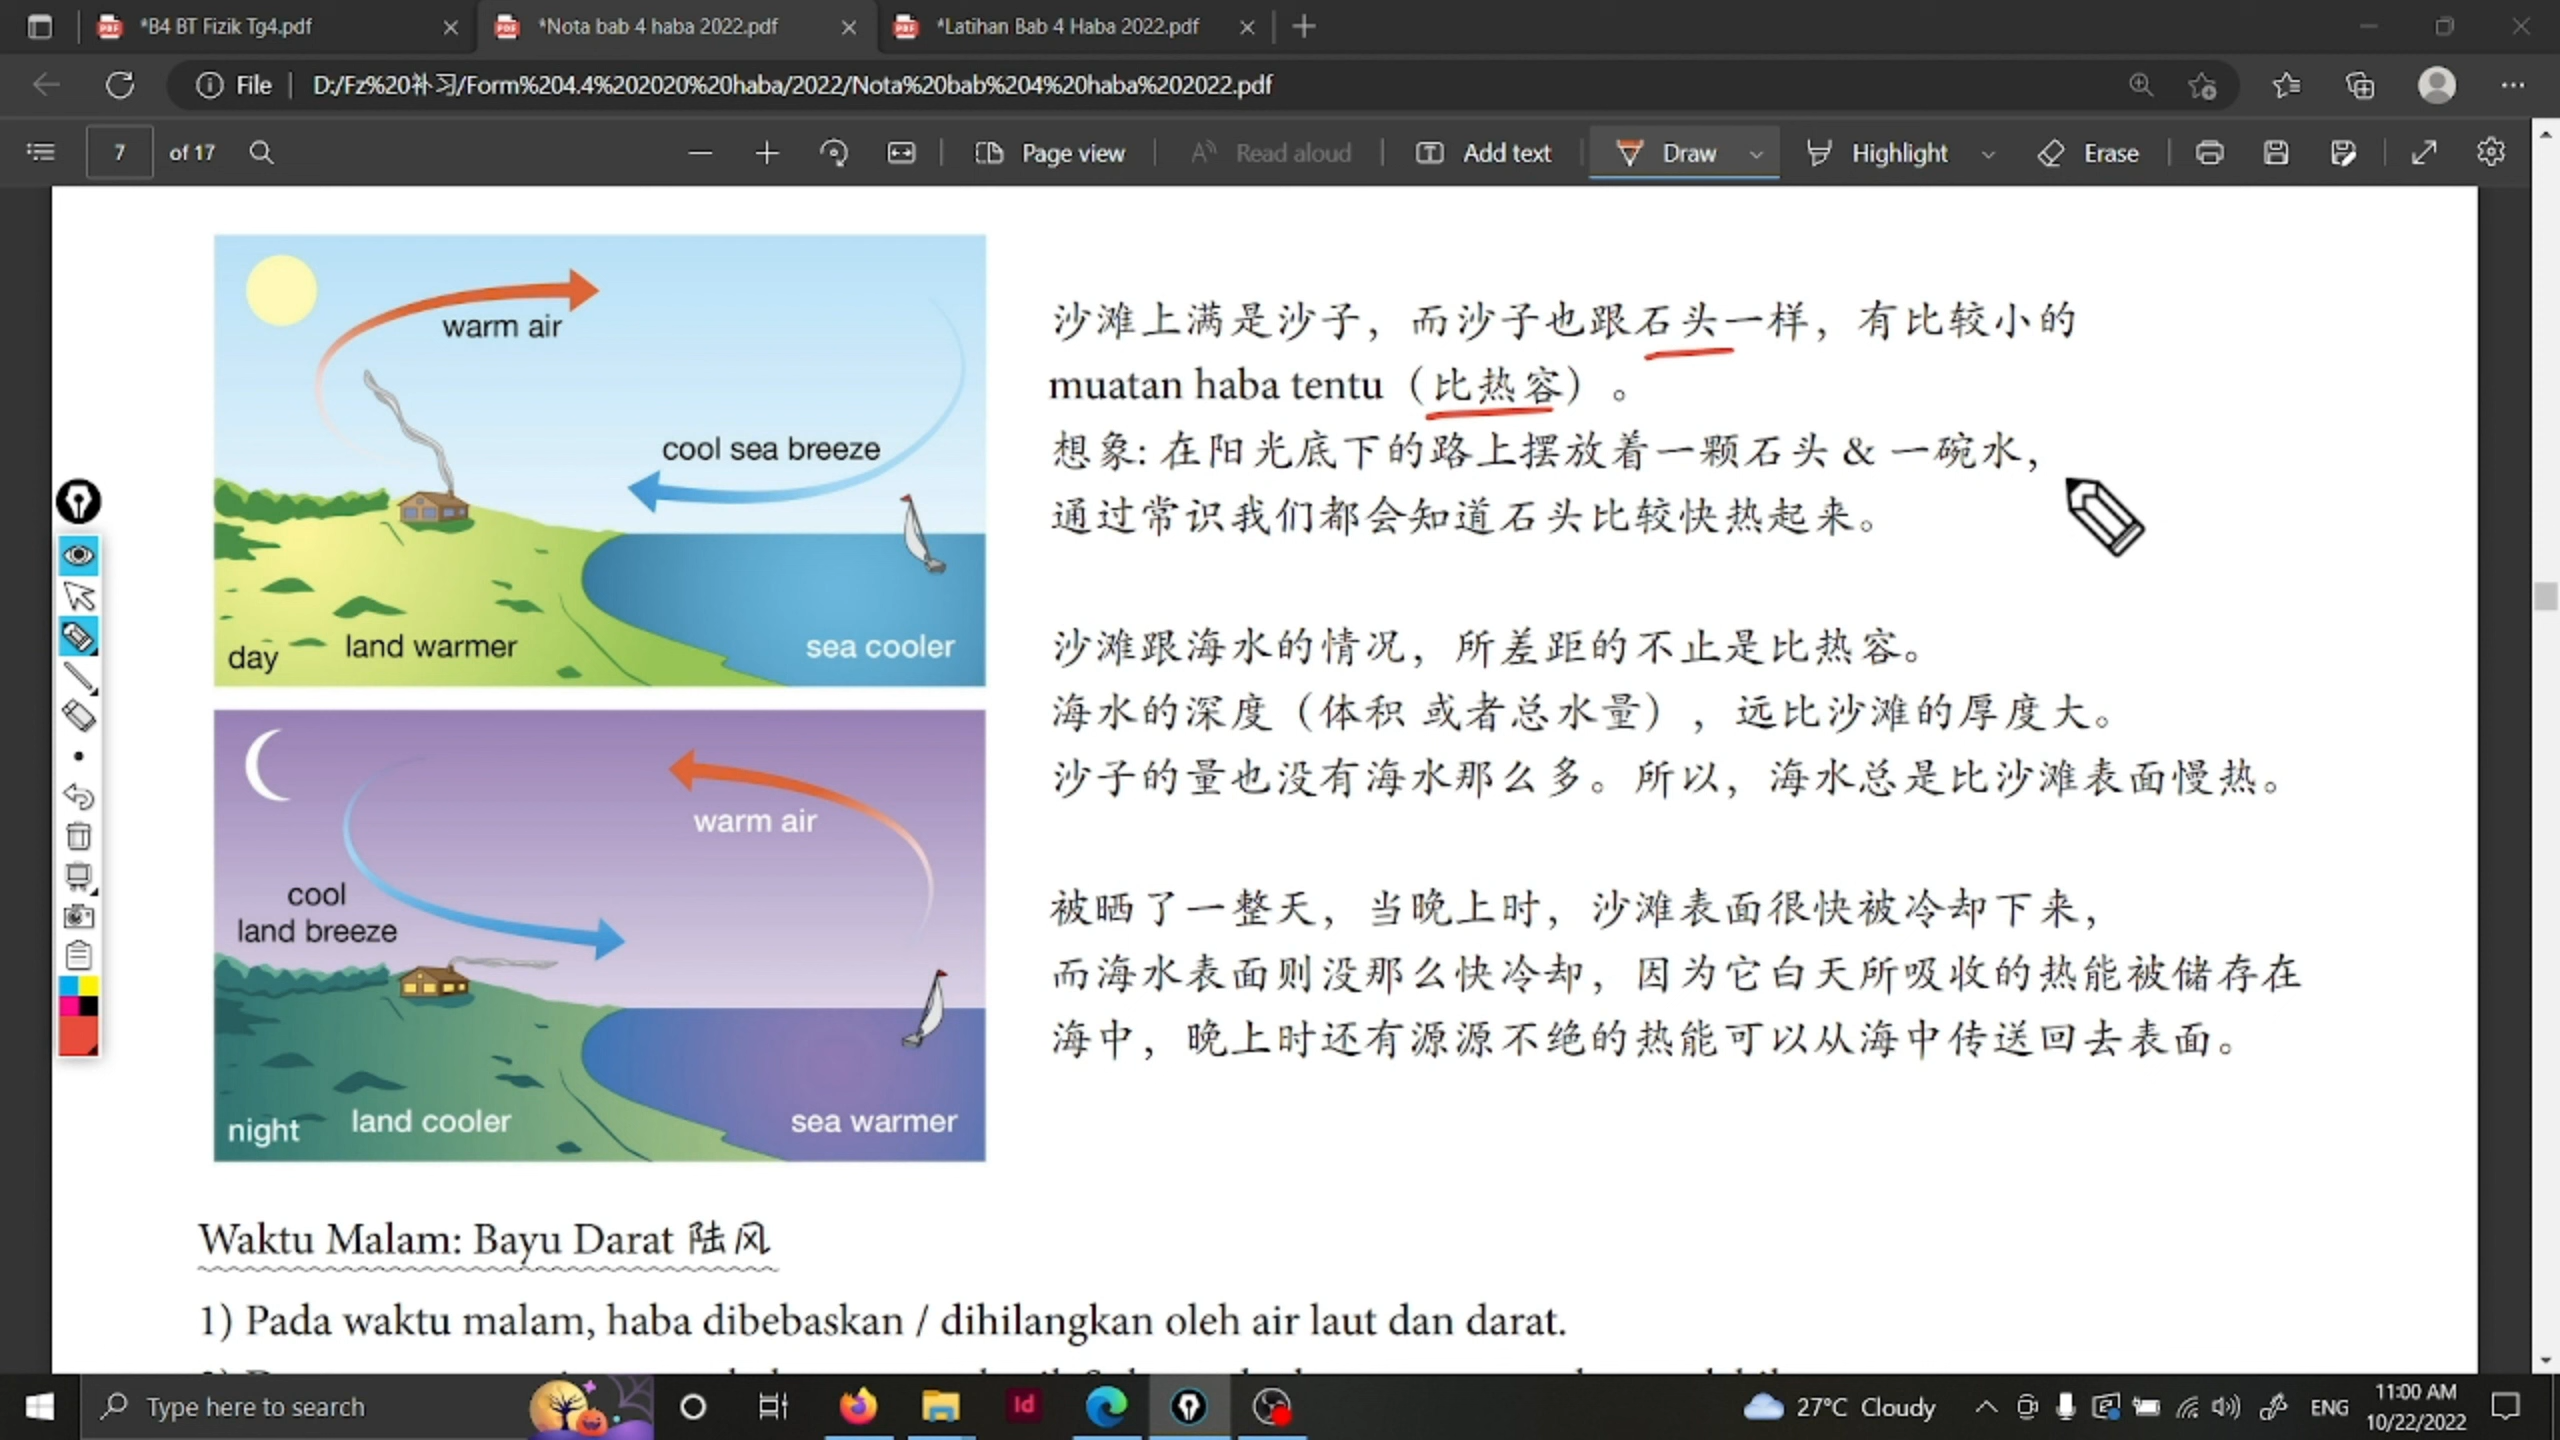 *B4 BT Fizik Tg4.pdf
*Nota bab 4 haba 2022.pdf
*Latihan Bab 4 Haba 2022.pdf
File
D:/Fz%20补习/Form%204.4%202020%20haba/2022/Nota%20bab%204%20haba%202022.pdf
7 of 17
Page view
Read aloud
Add text
Draw
Highlight
Erase
warm air
cool sea breeze
day
land warmer
sea cooler
沙滩上满是沙子，而沙子也跟石头一样，有比较小的
muatan haba tentu（比热容）。
想象: 在阳光底下的路上摆放着一颗石头 & 一碗水，
通过常识我们都会知道石头比较快热起来。
沙滩跟海水的情况，所差距的不止是比热容。
海水的深度（体积 或者总水量），远比沙滩的厚度大。
沙子的量也没有海水那么多。所以，海水总是比沙滩表面慢热。
warm air
cool
land breeze
night
land cooler
sea warmer
被晒了一整天，当晚上时，沙滩表面很快被冷却下来，
而海水表面则没那么快冷却，因为它白天所吸收的热能被储存在
海中，晚上时还有源源不绝的热能可以从海中传送回去表面。
Waktu Malam: Bayu Darat 陆风
1) Pada waktu malam, haba dibebaskan / dihilangkan oleh air laut dan darat.
Type here to search
Id
27°C Cloudy
ENG
11:00 AM
10/22/2022